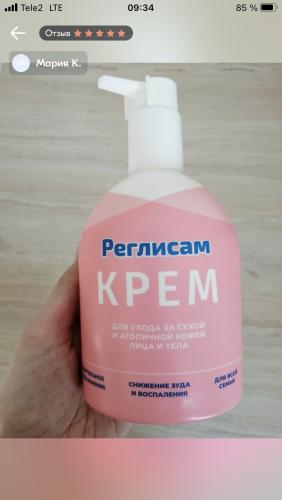 Tele2 LTE 09:34 85 %
Отзыв
Мария К.
Реглисам
КРЕМ
ДЛЯ УХОДА ЗА СУХОЙ
И АТОПИЧНОЙ КОЖЕЙ
ЛИЦА И ТЕЛА
СНИЖЕНИЕ ЗУДА
И ВОСПАЛЕНИЯ
ДЛЯ ВСЕЙ
СЕМЬИ